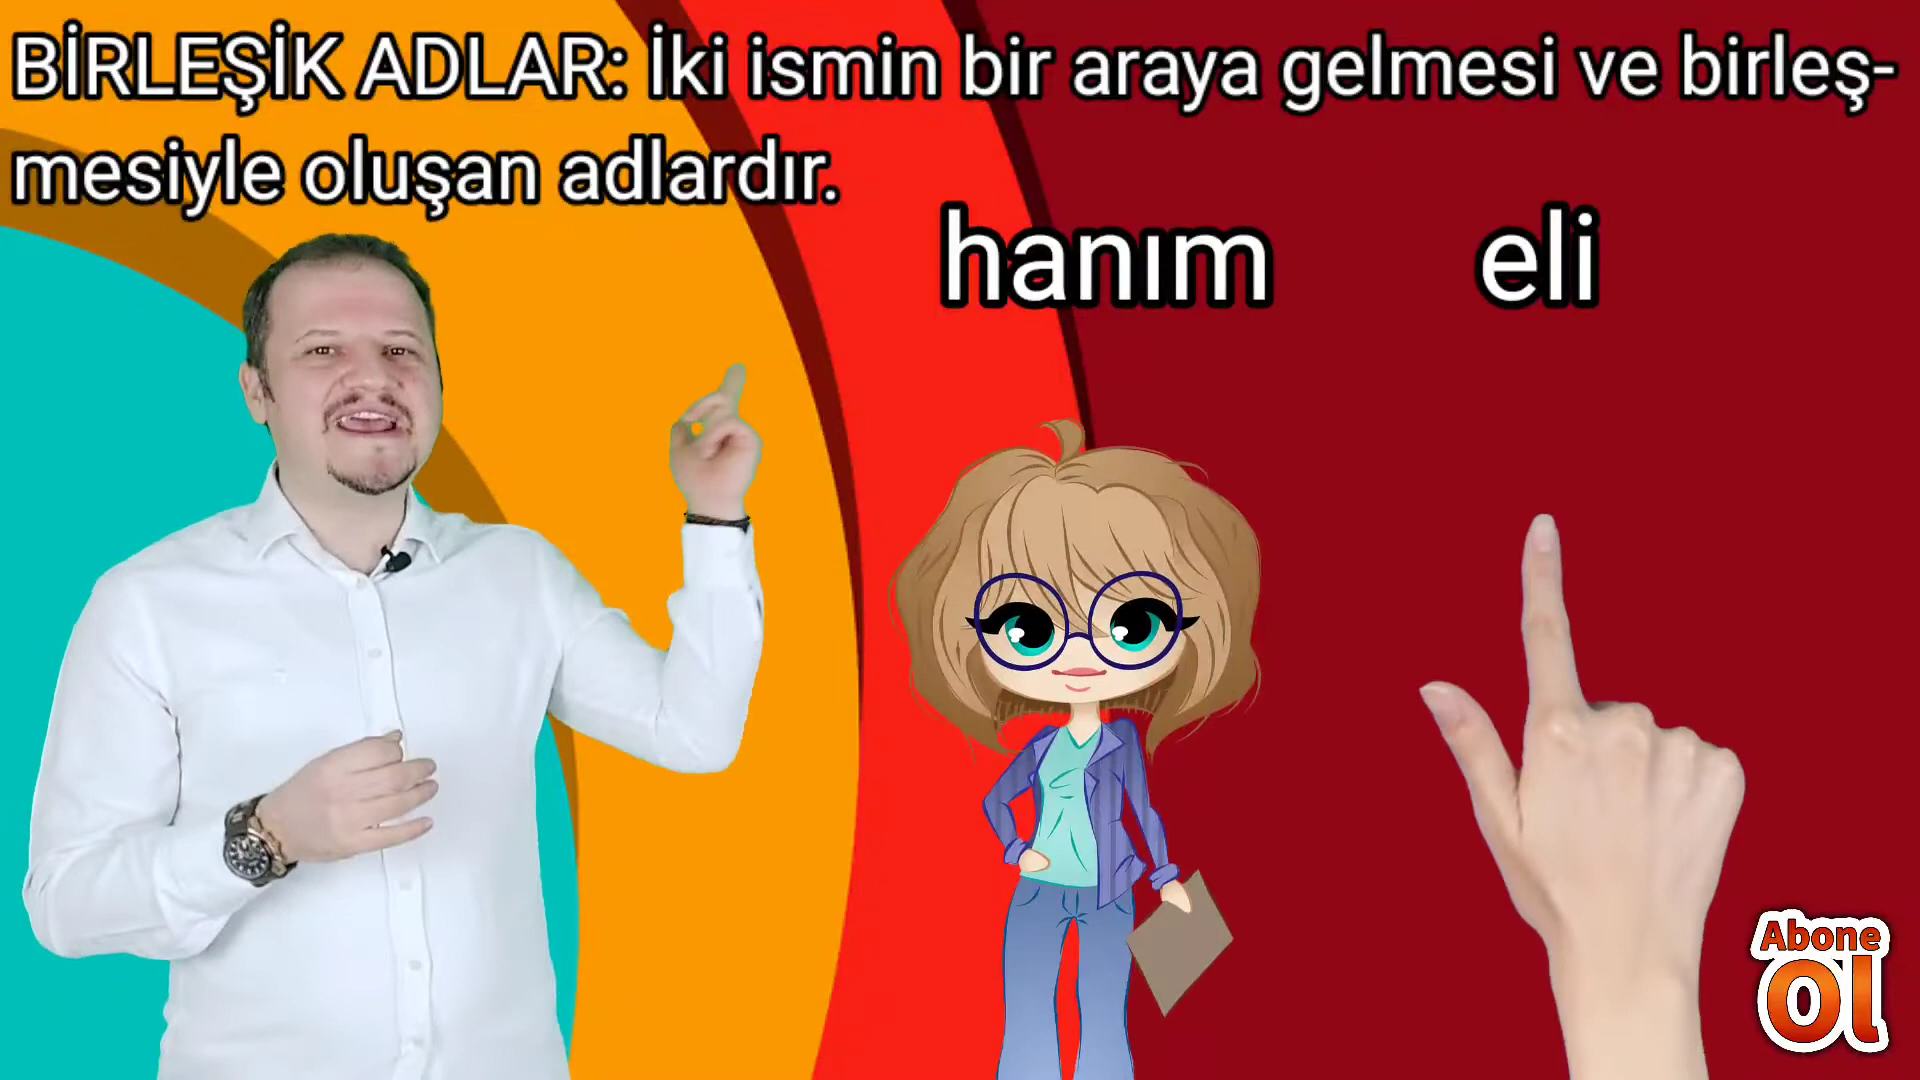 BİRLEŞİK ADLAR: İki ismin bir araya gelmesi ve birleş-
mesiyle oluşan adlardır.
hanım eli
Abone
Ol